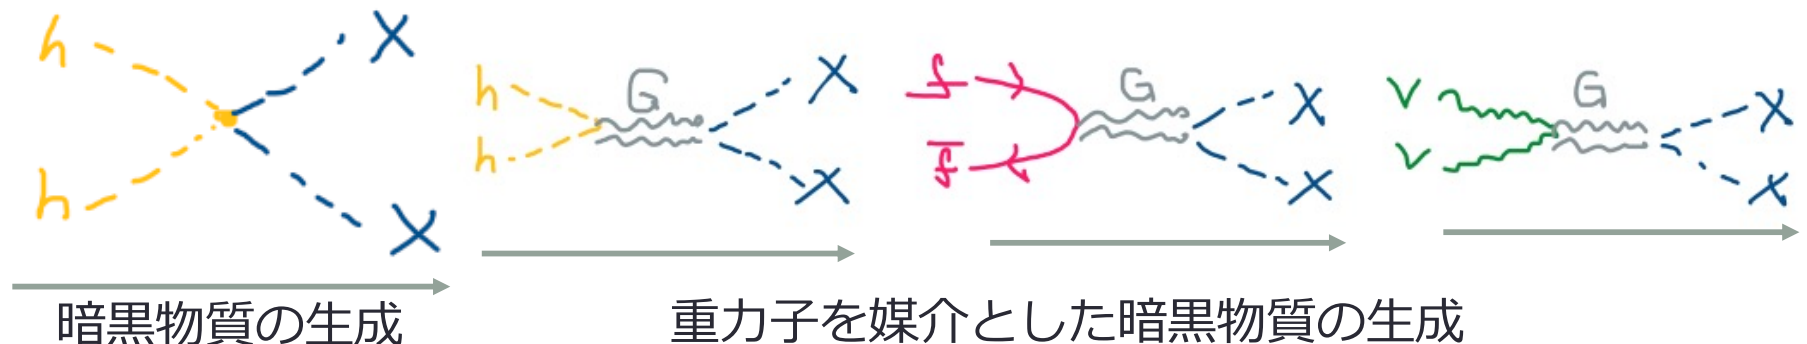 h X
h X
h G X
h X
f G X
f̅ X
V G X
V X
暗黒物質の生成
重力子を媒介とした暗黒物質の生成